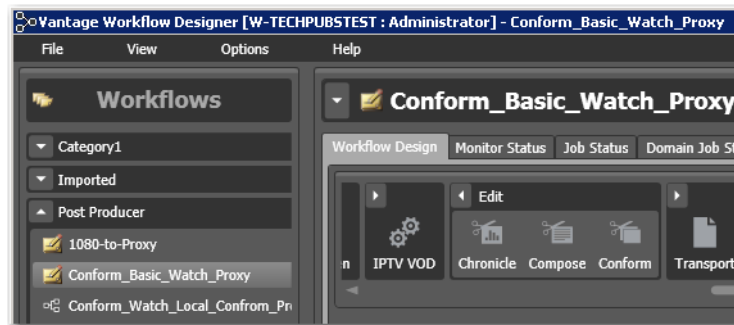 Vantage Workflow Designer [W-TECHPUBSTEST : Administrator] - Conform_Basic_Watch_Proxy
File View Options Help
Workflows
Conform_Basic_Watch_Proxy
Category1
Workflow Design Monitor Status Job Status Domain Job St
Imported
Post Producer
Edit
1080-to-Proxy
n IPTV VOD Chronicle Compose Conform Transport
Conform_Basic_Watch_Proxy
Conform_Watch_Local_Confrom_Pr